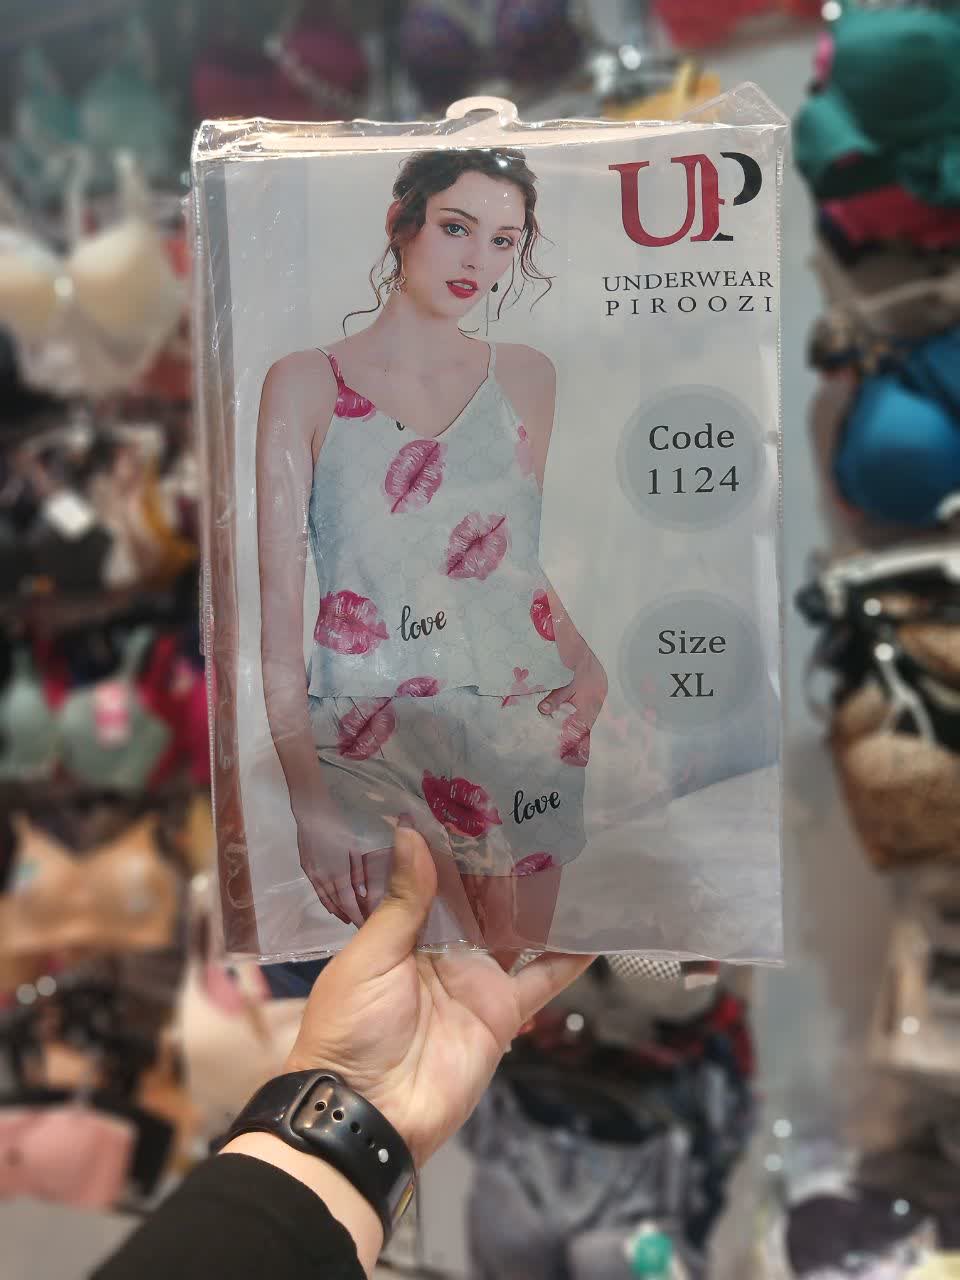 UP
UNDERWEAR
PIROOZI
Code
1124
Size
XL
love
love